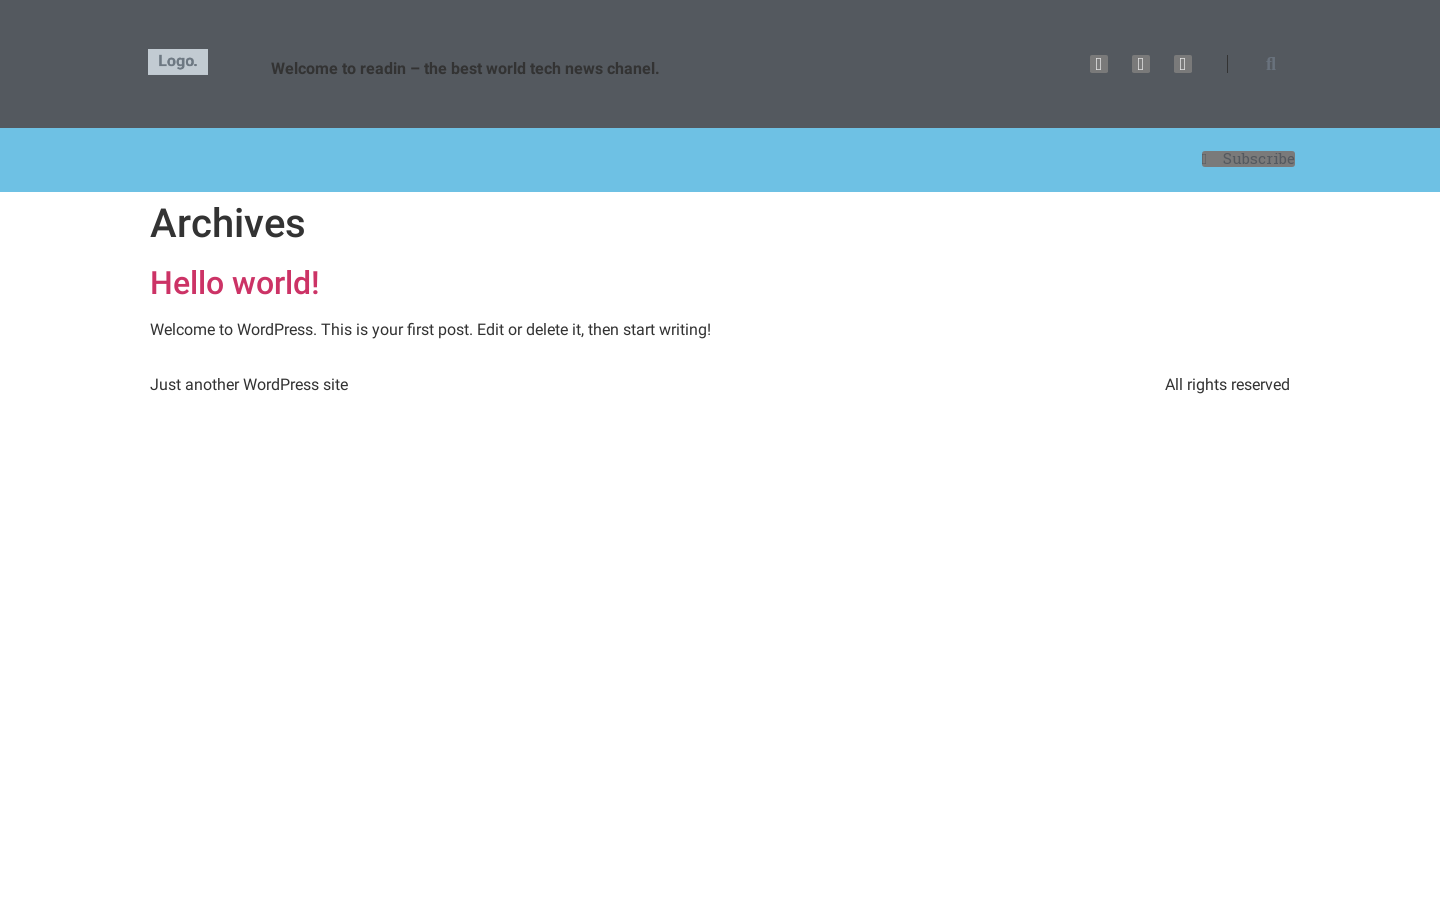 Logo.
Welcome to readin – the best world tech news chanel.
Subscribe
Archives
Hello world!
Welcome to WordPress. This is your first post. Edit or delete it, then start writing!
Just another WordPress site
All rights reserved